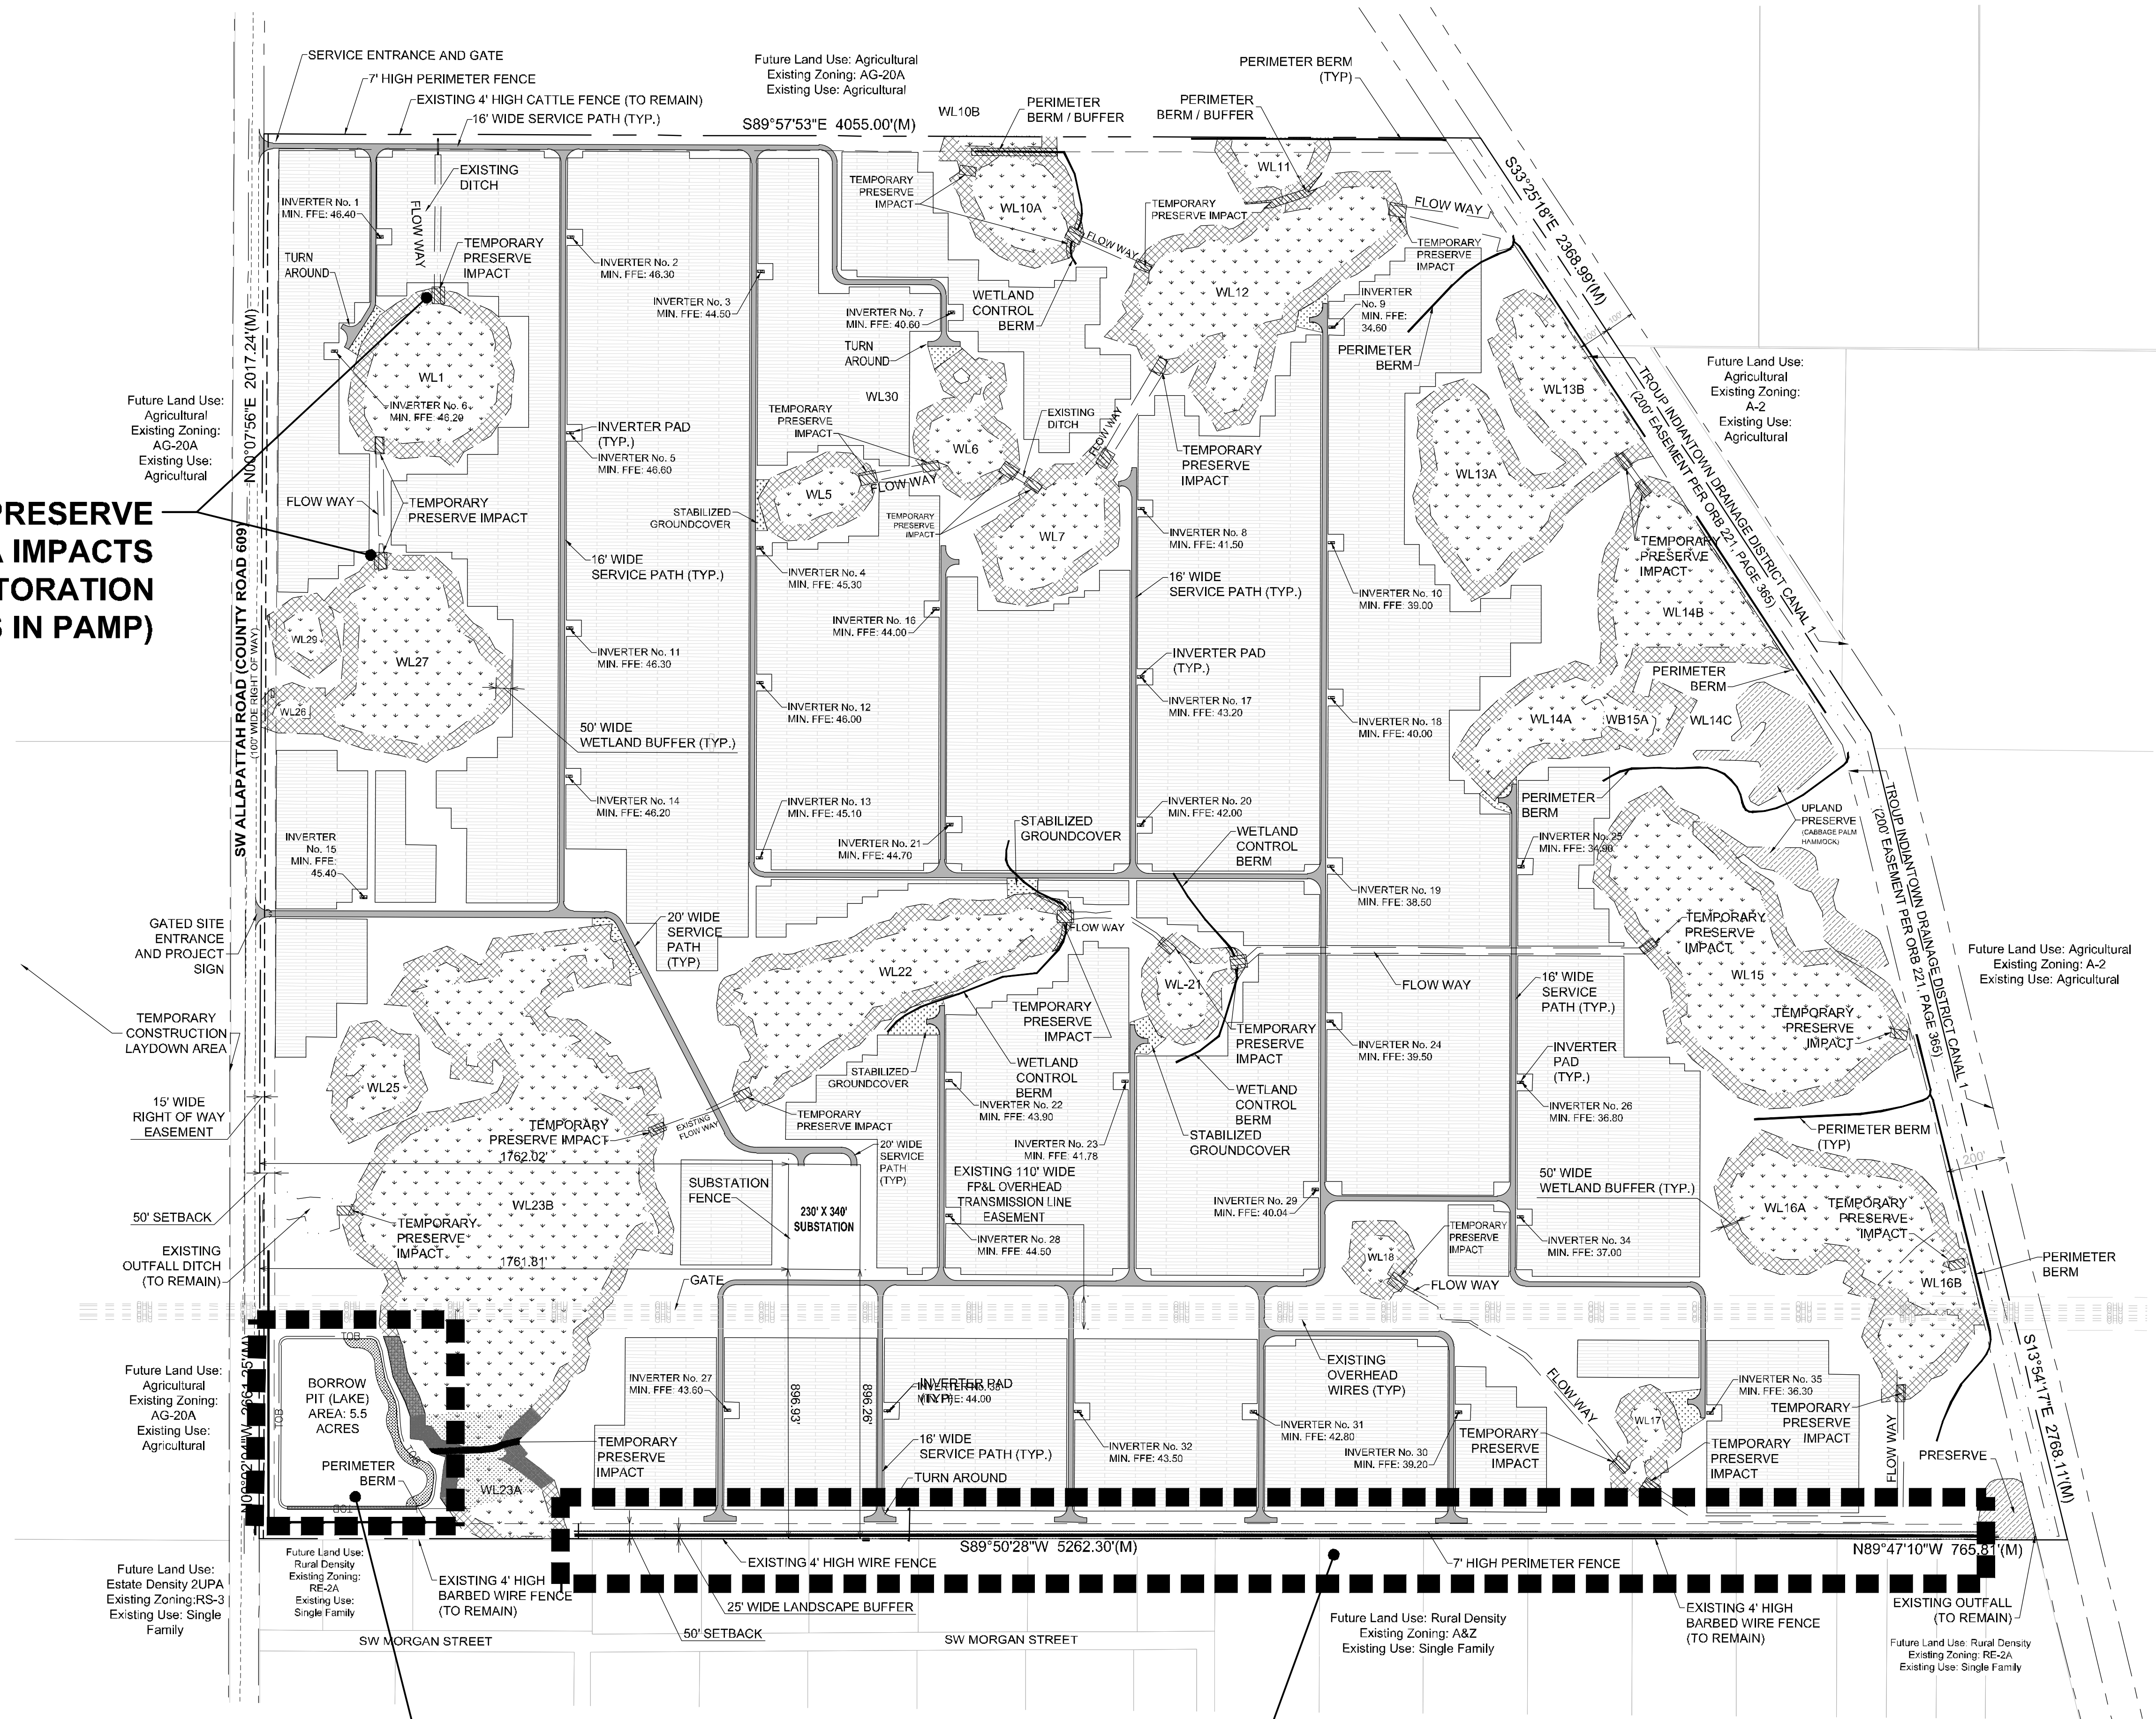 SERVICE ENTRANCE AND GATE
7' HIGH PERIMETER FENCE
EXISTING 4' HIGH CATTLE FENCE (TO REMAIN)
16' WIDE SERVICE PATH (TYP.)
Future Land Use: Agricultural
Existing Zoning: AG-20A
Existing Use: Agricultural
S89°57'53"E 4055.00'(M)
WL10B
PERIMETER
BERM / BUFFER
PERIMETER
BERM / BUFFER
PERIMETER BERM
(TYP)
EXISTING
DITCH
FLOW WAY
INVERTER No. 1
MIN. FFE: 46.40
TURN
AROUND
TEMPORARY
PRESERVE
IMPACT
INVERTER No. 2
MIN. FFE: 46.30
INVERTER No. 3
MIN. FFE: 44.50
TEMPORARY
PRESERVE
IMPACT
WL10A
FLOW WAY
WL11
TEMPORARY
PRESERVE IMPACT
FLOW WAY
TEMPORARY
PRESERVE
IMPACT
S33°25'18"E 2368.99'(M)
WL12
WETLAND
CONTROL
BERM
INVERTER No. 7
MIN. FFE: 40.60
TURN
AROUND
INVERTER
No. 9
MIN.
FFE:
34.60
PERIMETER
BERM
100'
WL13B
WL13A
TROUP INDIANTOWN DRAINAGE DISTRICT CANAL 1
(200' EASEMENT PER ORB 221, PAGE 365)
Future Land Use:
Agricultural
Existing Zoning:
A-2
Existing Use:
Agricultural
Future Land Use:
Agricultural
Existing Zoning:
AG-20A
Existing Use:
Agricultural
N00°07'56"E 2017.24'(M)
WL1
INVERTER No. 6
MIN. FFE: 46.20
INVERTER PAD
(TYP.)
INVERTER No. 5
MIN. FFE: 46.60
WL30
TEMPORARY
PRESERVE
IMPACT
EXISTING
DITCH
FLOW WAY
WL6
WL5
FLOW WAY
TEMPORARY
PRESERVE
IMPACT
STABILIZED
GROUNDCOVER
TEMPORARY
PRESERVE
IMPACT
WL7
PRESERVE
A IMPACTS
TORATION
S IN PAMP)
FLOW WAY
TEMPORARY
PRESERVE IMPACT
SW ALLAPATTAH ROAD (COUNTY ROAD 609)
(100' WIDE RIGHT OF WAY)
16' WIDE
SERVICE PATH (TYP.)
INVERTER No. 4
MIN. FFE: 45.30
INVERTER No. 8
MIN. FFE: 41.50
16' WIDE
SERVICE PATH (TYP.)
INVERTER No. 10
MIN. FFE: 39.00
TEMPORARY
PRESERVE
IMPACT
WL14B
WL29
WL27
WL26
INVERTER No. 11
MIN. FFE: 46.30
INVERTER No. 16
MIN. FFE: 44.00
INVERTER PAD
(TYP.)
INVERTER No. 17
MIN. FFE: 43.20
INVERTER No. 12
MIN. FFE: 46.00
INVERTER No. 18
MIN. FFE: 40.00
PERIMETER
BERM
WL14A
WB15A
WL14C
50' WIDE
WETLAND BUFFER (TYP.)
INVERTER No. 14
MIN. FFE: 46.20
INVERTER No. 13
MIN. FFE: 45.10
INVERTER No. 20
MIN. FFE: 42.00
INVERTER No. 21
MIN. FFE: 44.70
STABILIZED
GROUNDCOVER
WETLAND
CONTROL
BERM
PERIMETER
BERM
INVERTER No. 25
MIN. FFE: 34.90
UPLAND
PRESERVE
(CABBAGE PALM
HAMMOCK)
TROUP INDIANTOWN DRAINAGE DISTRICT CANAL 1
(200' EASEMENT PER ORB 221, PAGE 365)
INVERTER
No. 15
MIN. FFE:
45.40
INVERTER No. 19
MIN. FFE: 38.50
GATED SITE
ENTRANCE
AND PROJECT
SIGN
20' WIDE
SERVICE
PATH
(TYP)
FLOW WAY
WL22
WL-21
FLOW WAY
TEMPORARY
PRESERVE
IMPACT
WL15
Future Land Use: Agricultural
Existing Zoning: A-2
Existing Use: Agricultural
TEMPORARY
CONSTRUCTION
LAYDOWN AREA
TEMPORARY
PRESERVE
IMPACT
TEMPORARY
PRESERVE
IMPACT
16' WIDE
SERVICE
PATH (TYP.)
TEMPORARY
PRESERVE
IMPACT
INVERTER No. 24
MIN. FFE: 39.50
INVERTER
PAD
(TYP.)
INVERTER No. 26
MIN. FFE: 36.80
WL25
STABILIZED
GROUNDCOVER
WETLAND
CONTROL
BERM
WETLAND
CONTROL
BERM
15' WIDE
RIGHT OF WAY
EASEMENT
TEMPORARY
PRESERVE IMPACT
EXISTING
FLOW WAY
TEMPORARY
PRESERVE IMPACT
INVERTER No. 22
MIN. FFE: 43.90
INVERTER No. 23
MIN. FFE: 41.78
STABILIZED
GROUNDCOVER
PERIMETER BERM
(TYP)
1762.02'
20' WIDE
SERVICE
PATH
(TYP)
EXISTING 110' WIDE
FP&L OVERHEAD
TRANSMISSION LINE
EASEMENT
50' WIDE
WETLAND BUFFER (TYP.)
200'
SUBSTATION
FENCE
230' X 340'
SUBSTATION
WL23B
50' SETBACK
TEMPORARY
PRESERVE
IMPACT
INVERTER No. 29
MIN. FFE: 40.04
WL16A
TEMPORARY
PRESERVE
IMPACT
INVERTER No. 28
MIN. FFE: 44.50
TEMPORARY
PRESERVE
IMPACT
INVERTER No. 34
MIN. FFE: 37.00
EXISTING
OUTFALL DITCH
(TO REMAIN)
1761.81'
GATE
WL18
FLOW WAY
WL16B
PERIMETER
BERM
N00°02'04"W 2661.25'(M)
TOB
TOB
TOB
TOB
BORROW
PIT (LAKE)
AREA: 5.5
ACRES
PERIMETER
BERM
Future Land Use:
Agricultural
Existing Zoning:
AG-20A
Existing Use:
Agricultural
INVERTER No. 27
MIN. FFE: 43.60
896.93'
896.26'
INVERTER PAD
(TYP)
MIN. FFE: 44.00
EXISTING
OVERHEAD
WIRES (TYP)
FLOW WAY
INVERTER No. 35
MIN. FFE: 36.30
S13°54'17"E 2768.11'(M)
WL17
TEMPORARY
PRESERVE
IMPACT
16' WIDE
SERVICE PATH (TYP.)
TURN AROUND
INVERTER No. 32
MIN. FFE: 43.50
INVERTER No. 31
MIN. FFE: 42.80
INVERTER No. 30
MIN. FFE: 39.20
TEMPORARY
PRESERVE
IMPACT
TEMPORARY
PRESERVE
IMPACT
TEMPORARY
PRESERVE
IMPACT
FLOW WAY
PRESERVE
WL23A
S89°50'28"W 5262.30'(M)
N89°47'10"W 765.81'(M)
EXISTING 4' HIGH WIRE FENCE
7' HIGH PERIMETER FENCE
Future Land Use:
Estate Density 2UPA
Existing Zoning:RS-3
Existing Use: Single
Family
Future Land Use:
Rural Density
Existing Zoning:
RE-2A
Existing Use:
Single Family
EXISTING 4' HIGH
BARBED WIRE FENCE
(TO REMAIN)
25' WIDE LANDSCAPE BUFFER
50' SETBACK
SW MORGAN STREET
SW MORGAN STREET
Future Land Use: Rural Density
Existing Zoning: A&Z
Existing Use: Single Family
EXISTING 4' HIGH
BARBED WIRE FENCE
(TO REMAIN)
EXISTING OUTFALL
(TO REMAIN)
Future Land Use: Rural Density
Existing Zoning: RE-2A
Existing Use: Single Family